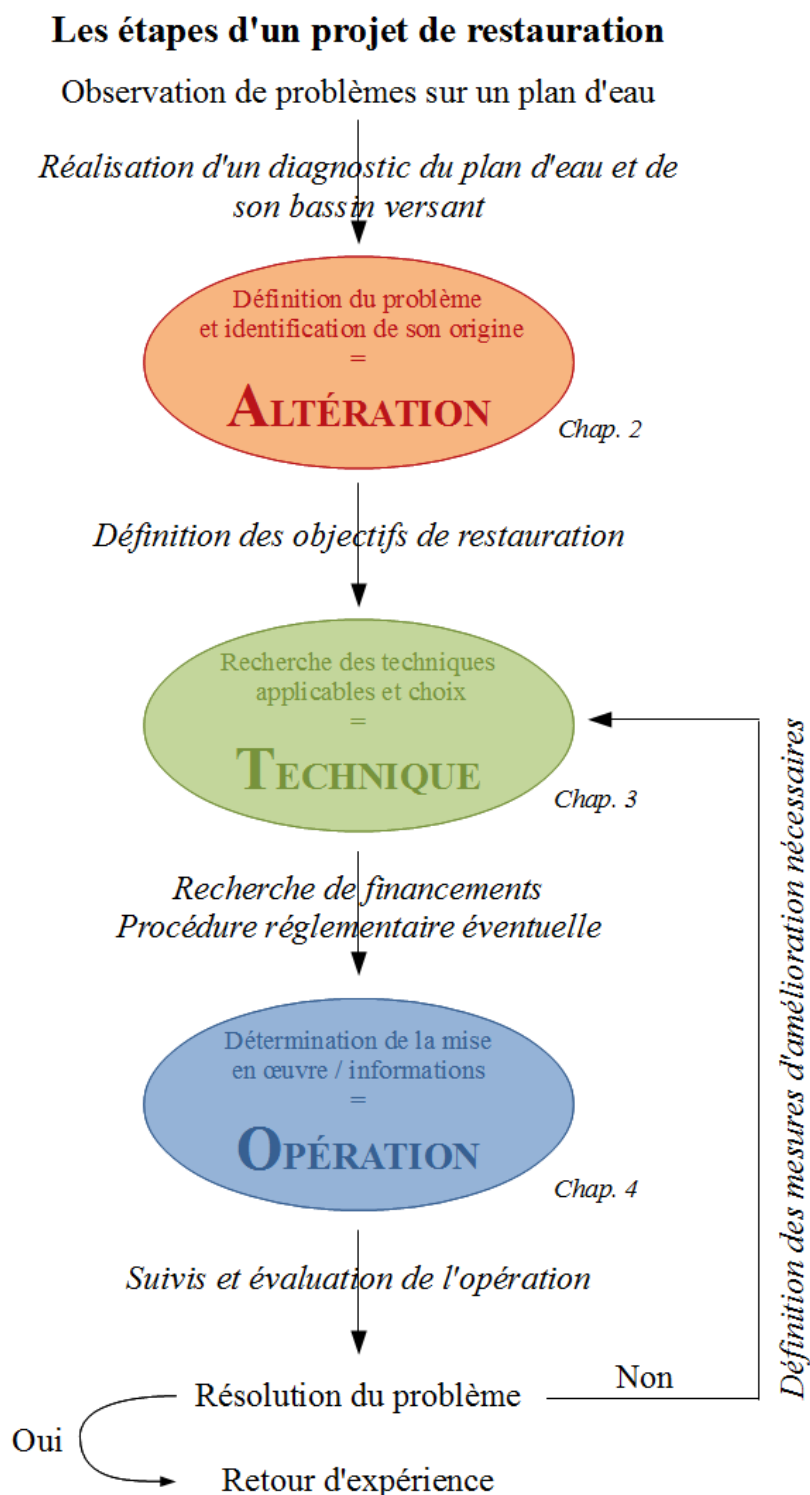 Les étapes d'un projet de restauration
Observation de problèmes sur un plan d'eau
Réalisation d'un diagnostic du plan d'eau et de
son bassin versant
Définition du problème
et identification de son origine
=
ALTÉRATION
Chap. 2
Définition des objectifs de restauration
Recherche des techniques
applicables et choix
=
TECHNIQUE
Chap. 3
Recherche de financements
Procédure réglementaire éventuelle
Détermination de la mise
en œuvre / informations
=
OPÉRATION
Chap. 4
Suivis et évaluation de l'opération
Résolution du problème
Non
Définition des mesures d'amélioration nécessaires
Oui
Retour d'expérience